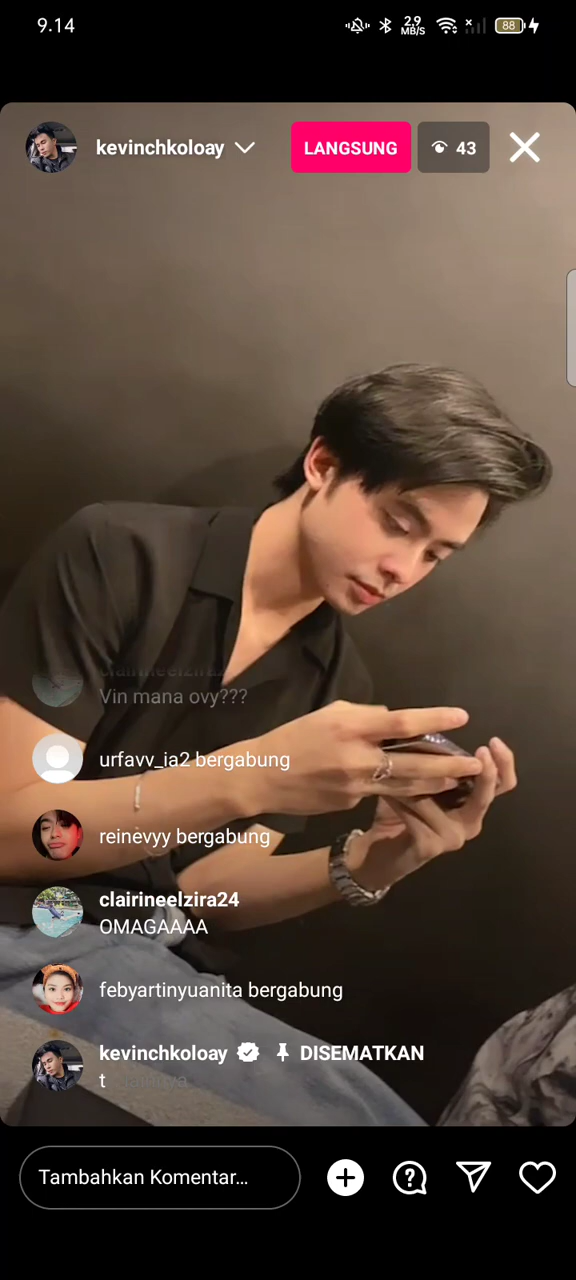 9.14
2,9
MB/S
88
kevinchkoloay
LANGSUNG
43
clairineelzira24
Vin mana ovy???
urfavv_ia2 bergabung
reinevyy bergabung
clairineelzira24
OMAGAAAA
febyartinyuanita bergabung
kevinchkoloay DISEMATKAN
t
Tambahkan Komentar...